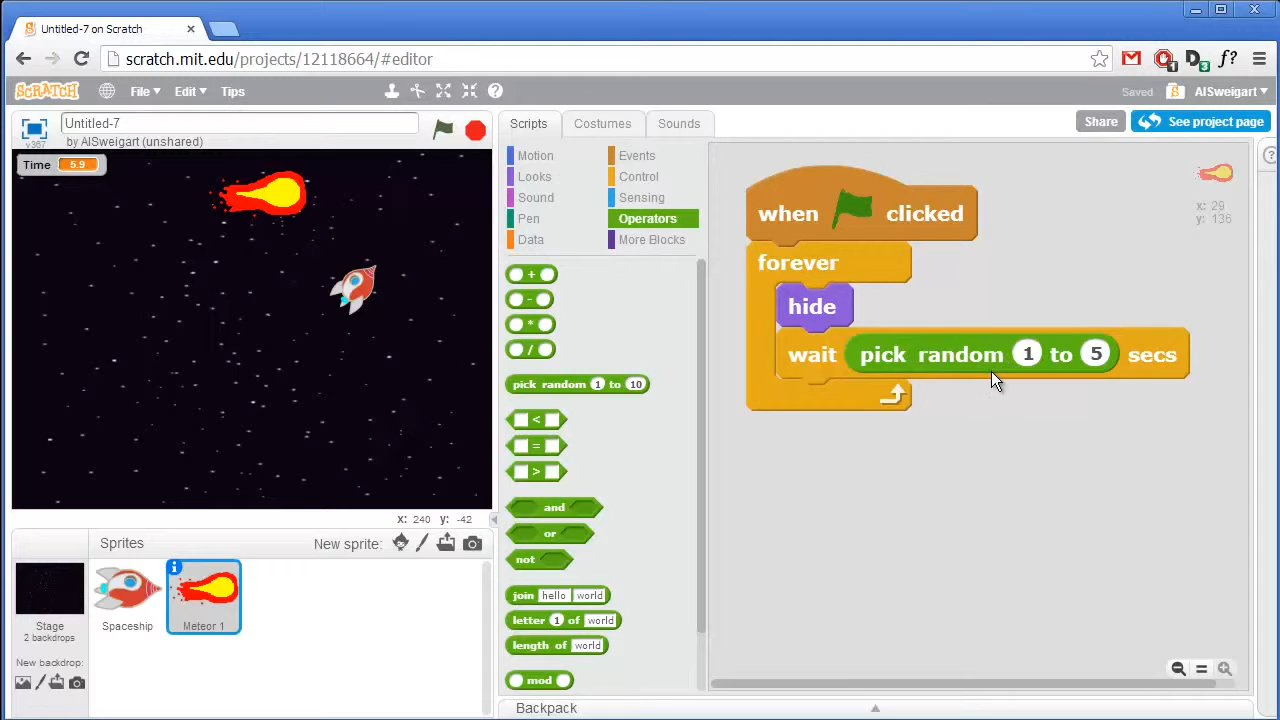 Untitled-7 on Scratch
scratch.mit.edu/projects/12118664/#editor
SCRATCH File Edit Tips Saved AlSweigart
Untitled-7
by AlSweigart (unshared)
v387
Scripts Costumes Sounds Share See project page
Time 5.9
Motion Events
Looks Control
Sound Sensing
Pen Operators
Data More Blocks
+
-
*
/
pick random 1 to 10
<
=
>
and
or
not
join hello world
letter 1 of world
length of world
mod
when clicked
forever
hide
wait pick random 1 to 5 secs
x: 29
y: 136
x: 240 y: -42
Sprites New sprite:
Stage
2 backdrops
New backdrop:
Spaceship
Meteor 1
Backpack